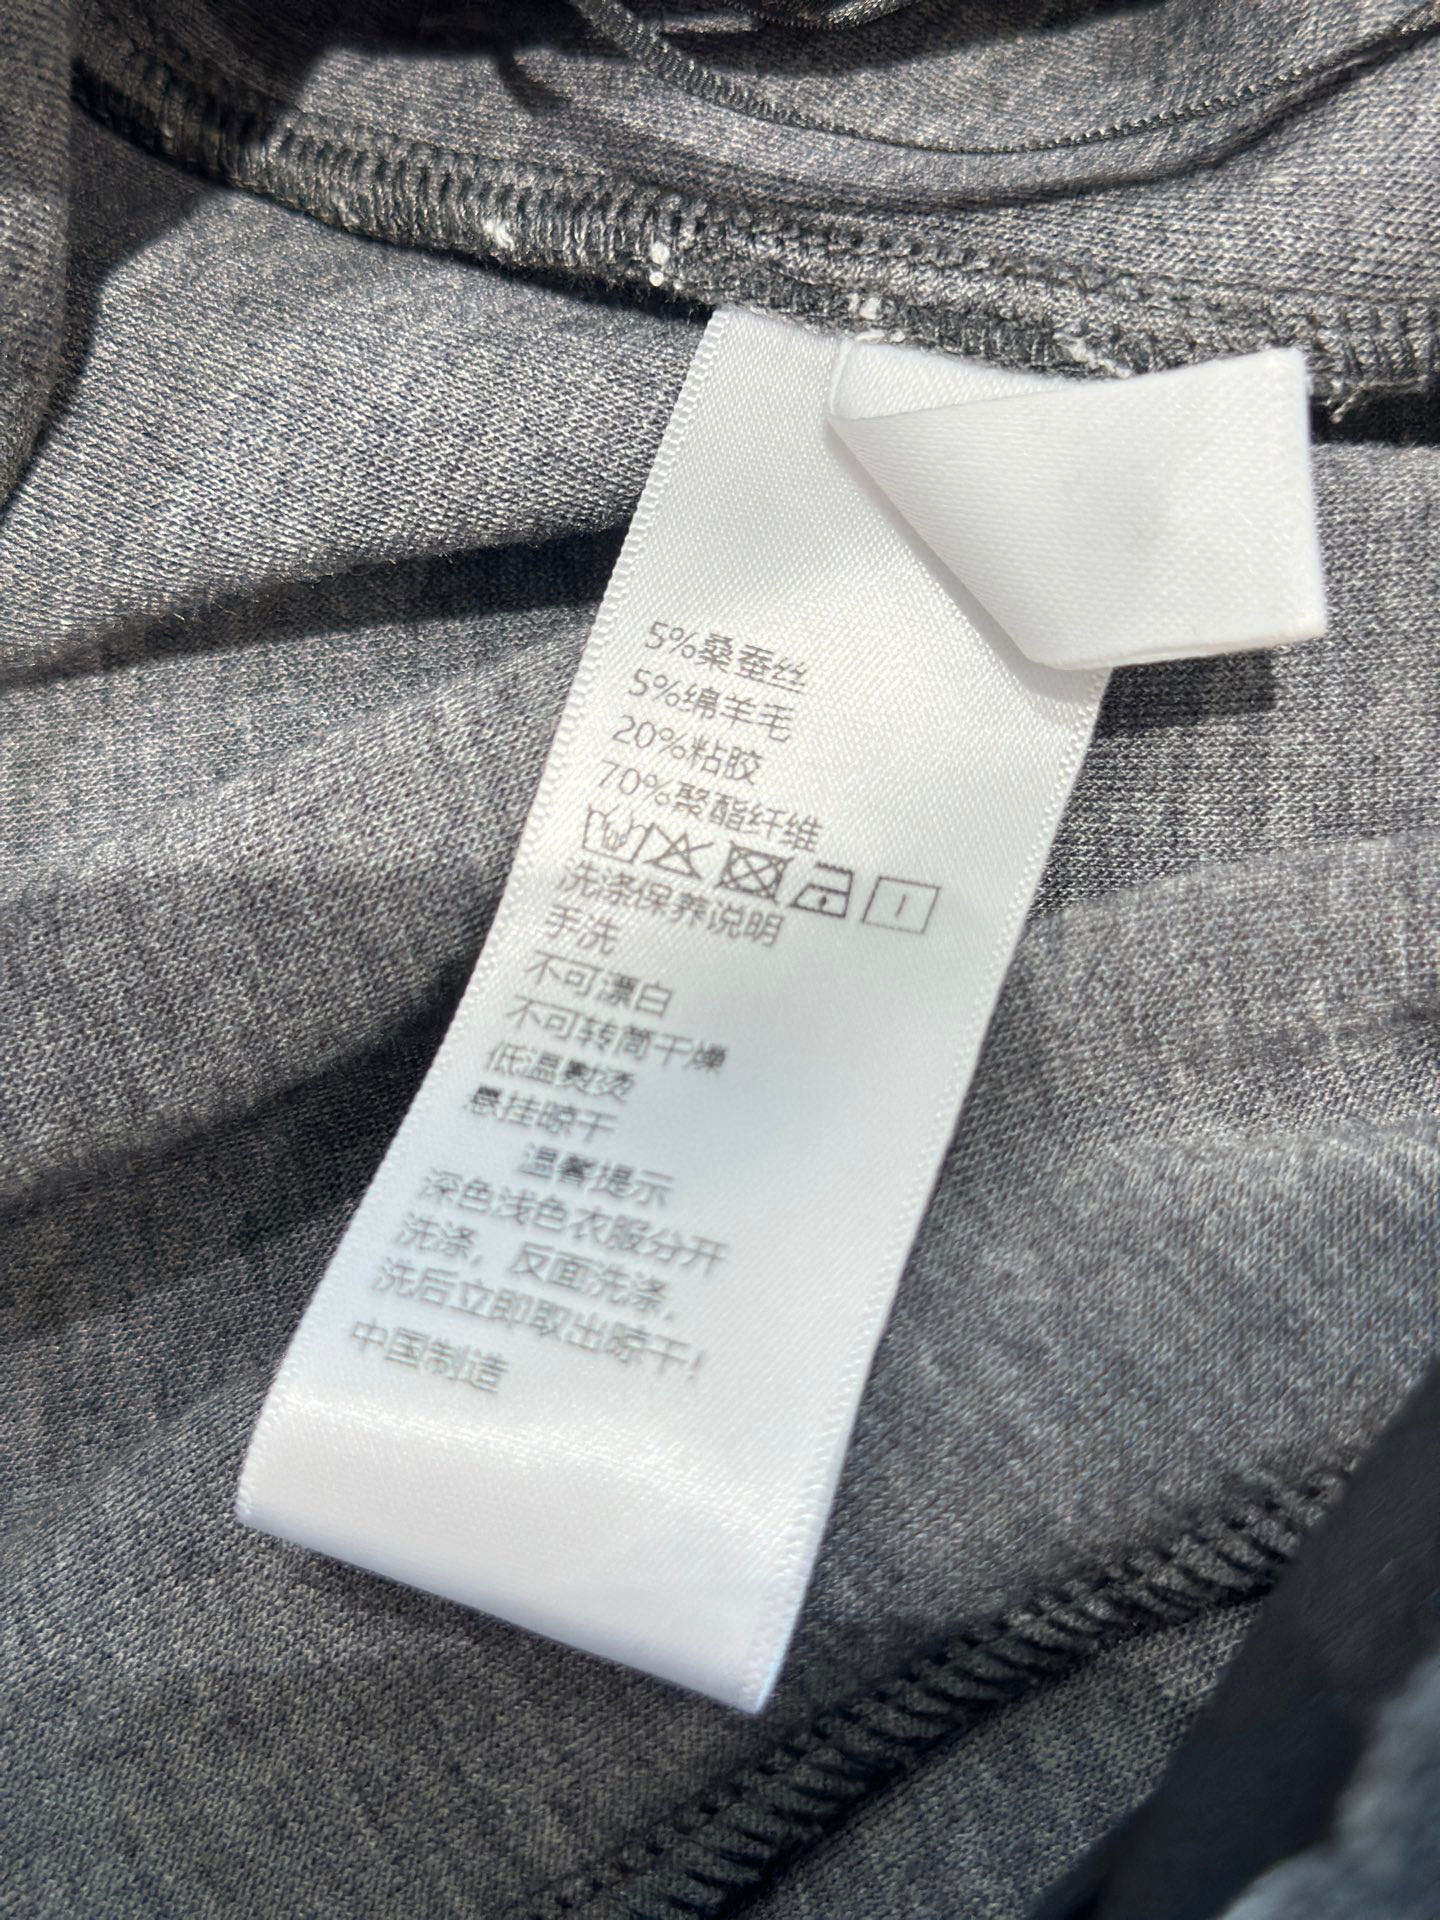 5%桑蚕丝
5%绵羊毛
20%粘胶
70%聚酯纤维
洗涤保养说明
手洗
不可漂白
不可转筒干燥
低温熨烫
悬挂晾干
温馨提示
深色浅色衣服分开
洗涤，反面洗涤，
洗后立即取出晾干！
中国制造